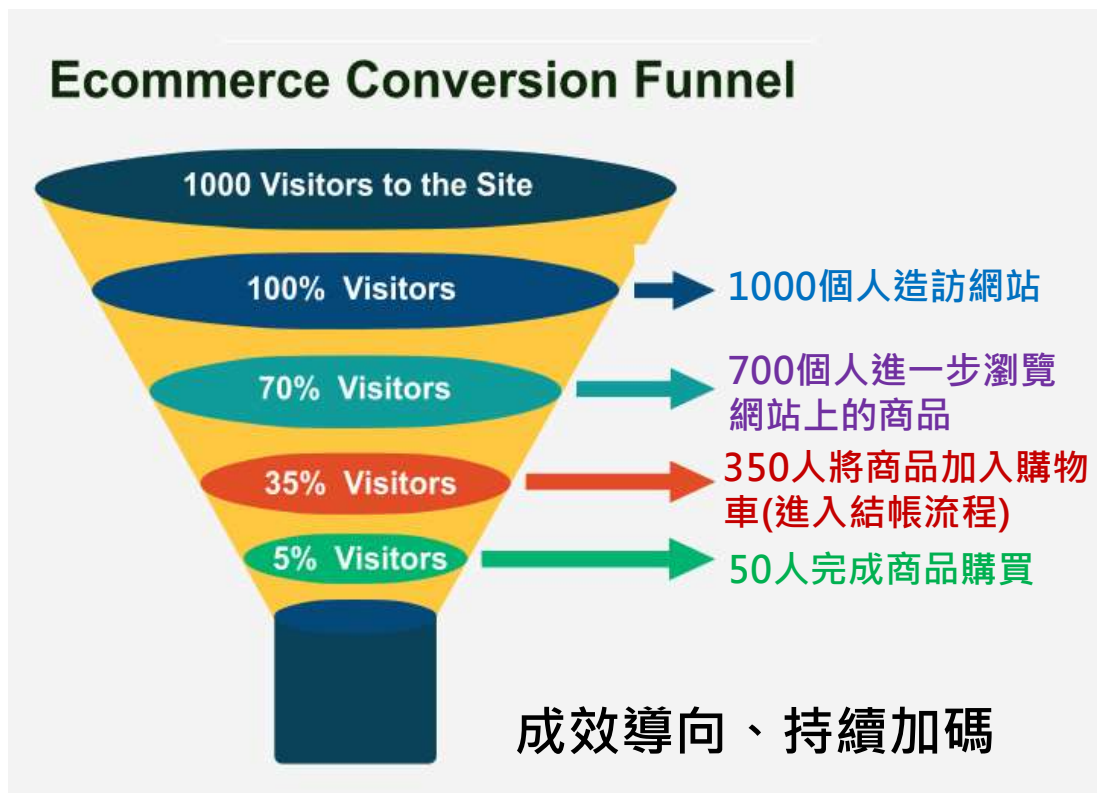 Ecommerce Conversion Funnel
1000 Visitors to the Site
100% Visitors
1000個人造訪網站
70% Visitors
700個人進一步瀏覽
網站上的商品
35% Visitors
350人將商品加入購物
車(進入結帳流程)
5% Visitors
50人完成商品購買
成效導向、持續加碼